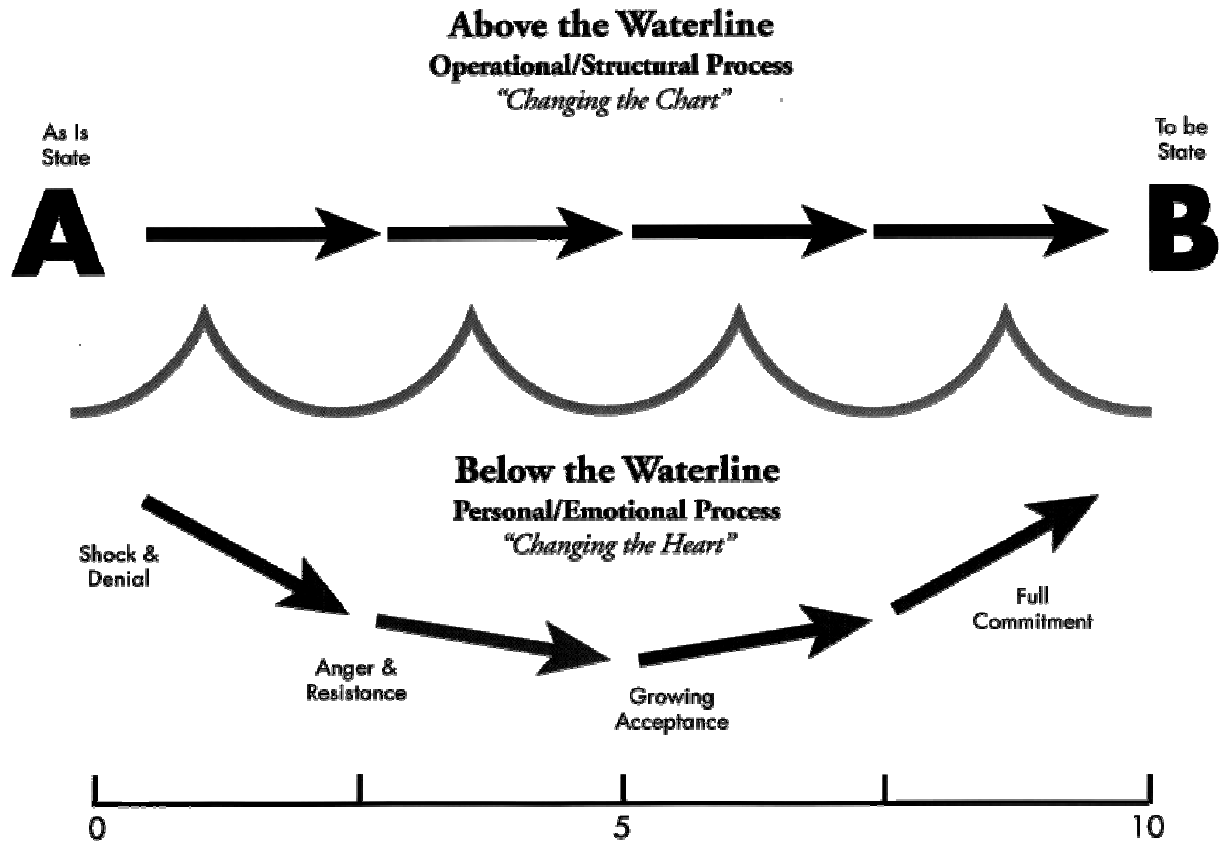 Above the Waterline
Operational/Structural Process
“Changing the Chart”
As Is
State
To be
State
A
B
Below the Waterline
Personal/Emotional Process
“Changing the Heart”
Shock &
Denial
Anger &
Resistance
Growing
Acceptance
Full
Commitment
0
5
10